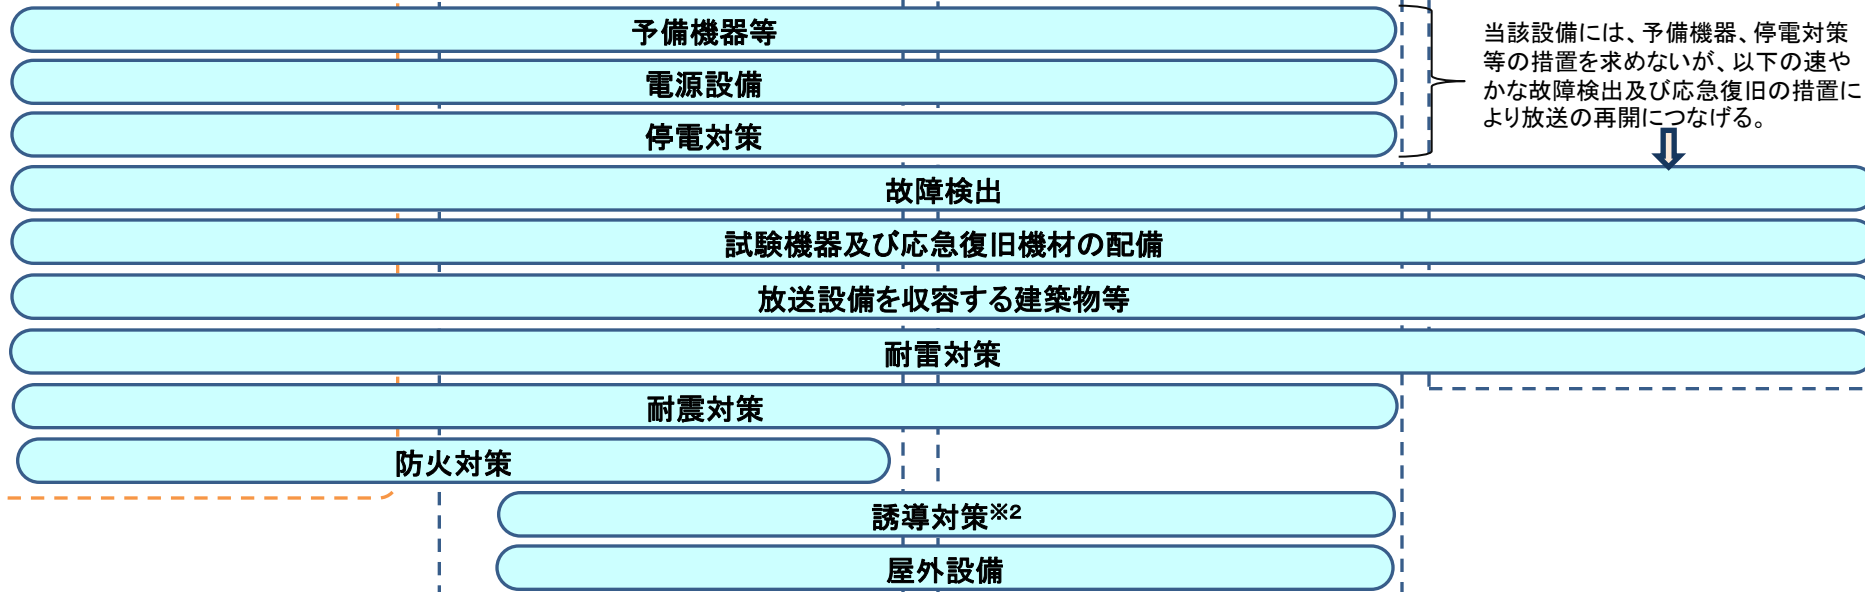 予備機器等
電源設備
停電対策
当該設備には、予備機器、停電対策
等の措置を求めないが、以下の速や
かな故障検出及び応急復旧の措置に
より放送の再開につなげる。
故障検出
試験機器及び応急復旧機材の配備
放送設備を収容する建築物等
耐雷対策
耐震対策
防火対策
誘導対策※2
屋外設備